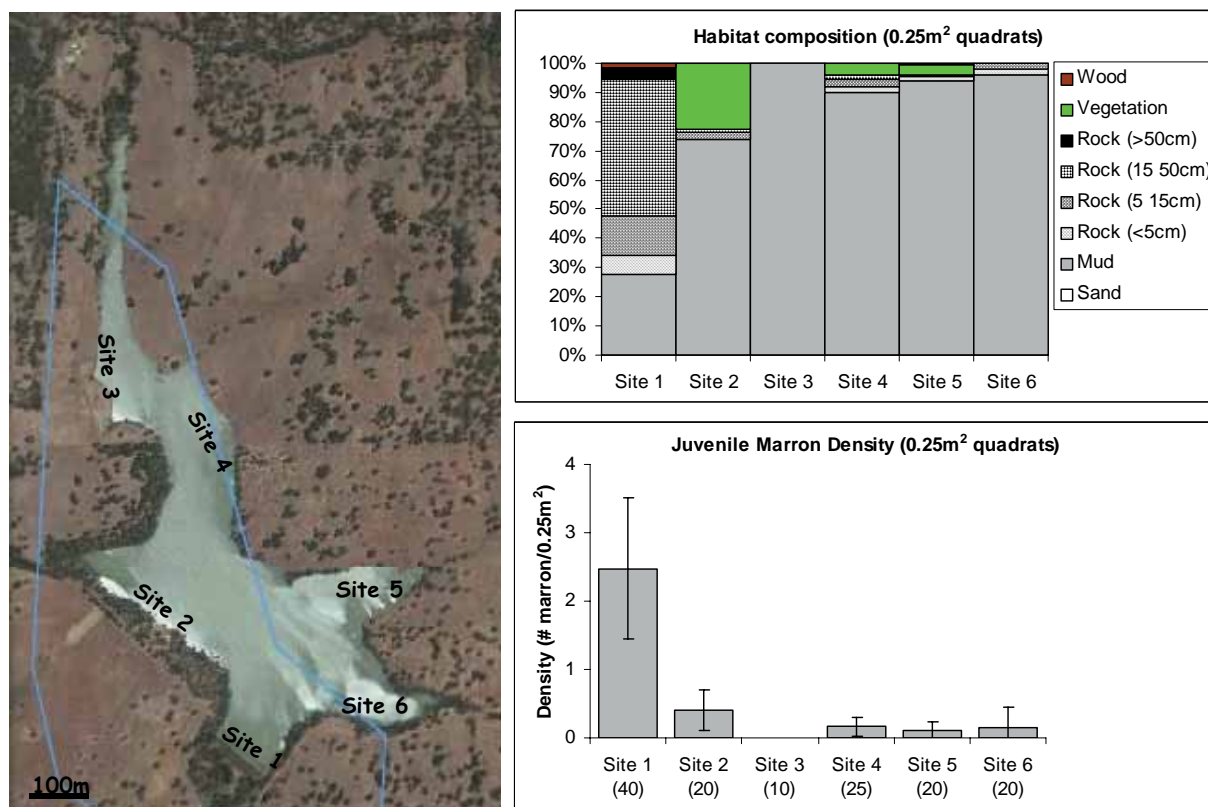 Site 3
Site 4
Site 5
Site 2
Site 6
Site 1
100m
Habitat composition (0.25m² quadrats)
100%
90%
80%
70%
60%
50%
40%
30%
20%
10%
0%
Site 1 Site 2 Site 3 Site 4 Site 5 Site 6
Wood
Vegetation
Rock (>50cm)
Rock (15 50cm)
Rock (5 15cm)
Rock (<5cm)
Mud
Sand
Juvenile Marron Density (0.25m² quadrats)
Density (# marron/0.25m²)
4
3
2
1
0
Site 1 Site 2 Site 3 Site 4 Site 5 Site 6
(40) (20) (10) (25) (20) (20)